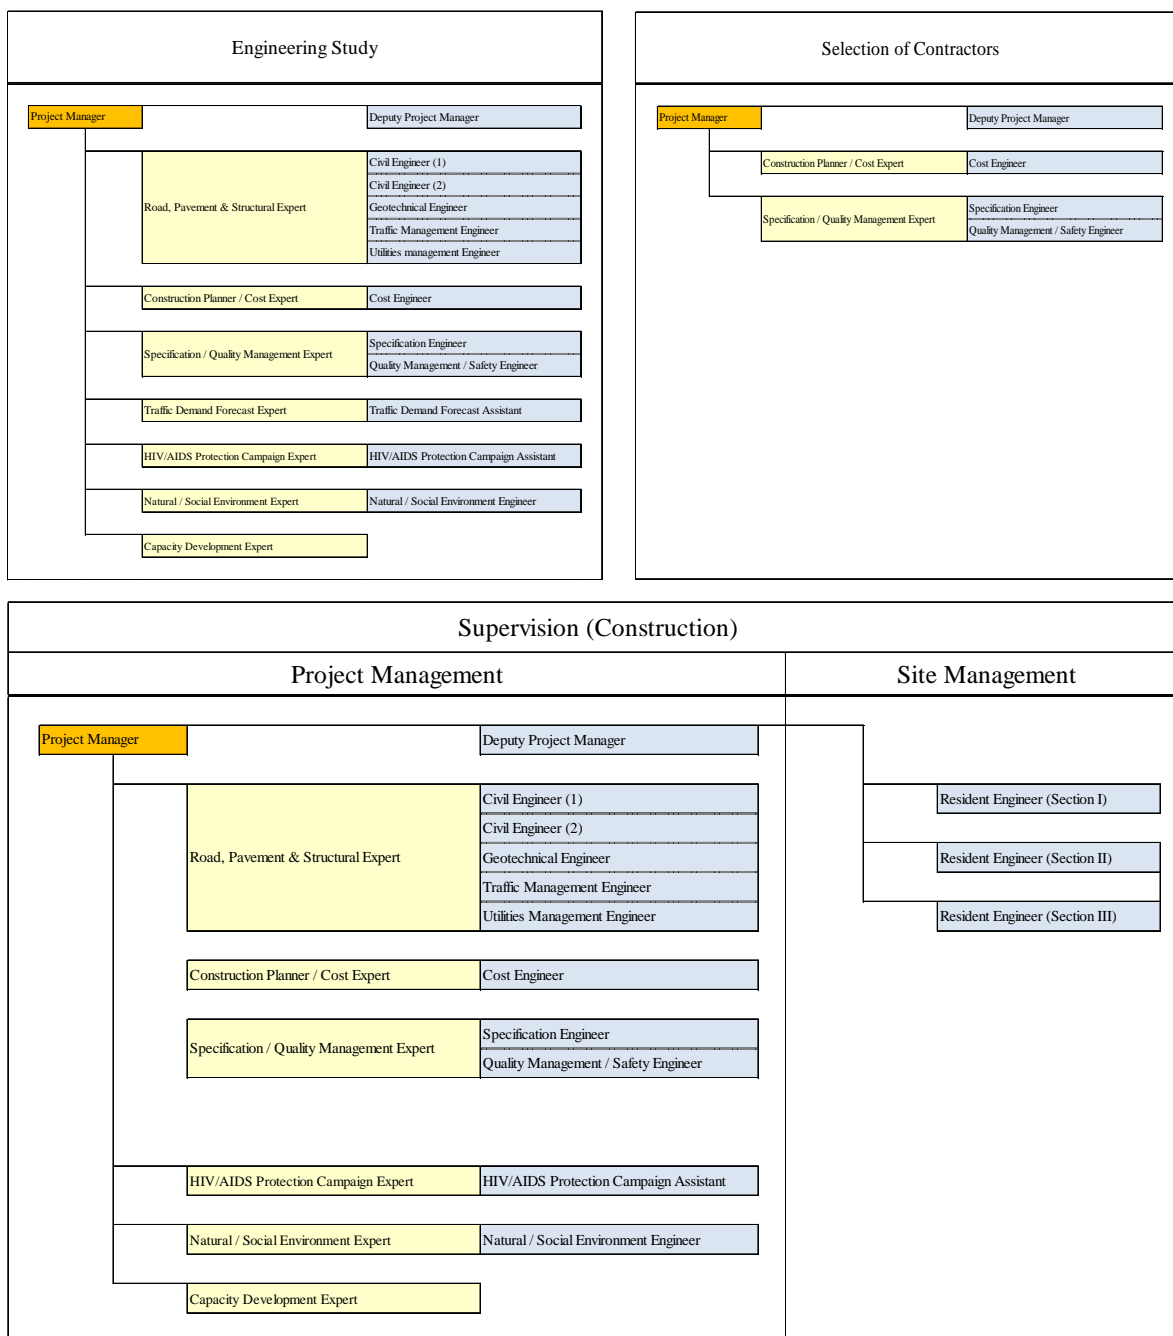 Engineering Study
Project Manager
Deputy Project Manager
Road, Pavement & Structural Expert
Civil Engineer (1)
Civil Engineer (2)
Geotechnical Engineer
Traffic Management Engineer
Utilities management Engineer
Construction Planner / Cost Expert
Cost Engineer
Specification / Quality Management Expert
Specification Engineer
Quality Management / Safety Engineer
Traffic Demand Forecast Expert
Traffic Demand Forecast Assistant
HIV/AIDS Protection Campaign Expert
HIV/AIDS Protection Campaign Assistant
Natural / Social Environment Expert
Natural / Social Environment Engineer
Capacity Development Expert
Selection of Contractors
Project Manager
Deputy Project Manager
Construction Planner / Cost Expert
Cost Engineer
Specification / Quality Management Expert
Specification Engineer
Quality Management / Safety Engineer
Supervision (Construction)
Project Management
Site Management
Project Manager
Deputy Project Manager
Road, Pavement & Structural Expert
Civil Engineer (1)
Civil Engineer (2)
Geotechnical Engineer
Traffic Management Engineer
Utilities Management Engineer
Construction Planner / Cost Expert
Cost Engineer
Specification / Quality Management Expert
Specification Engineer
Quality Management / Safety Engineer
HIV/AIDS Protection Campaign Expert
HIV/AIDS Protection Campaign Assistant
Natural / Social Environment Expert
Natural / Social Environment Engineer
Capacity Development Expert
Resident Engineer (Section I)
Resident Engineer (Section II)
Resident Engineer (Section III)